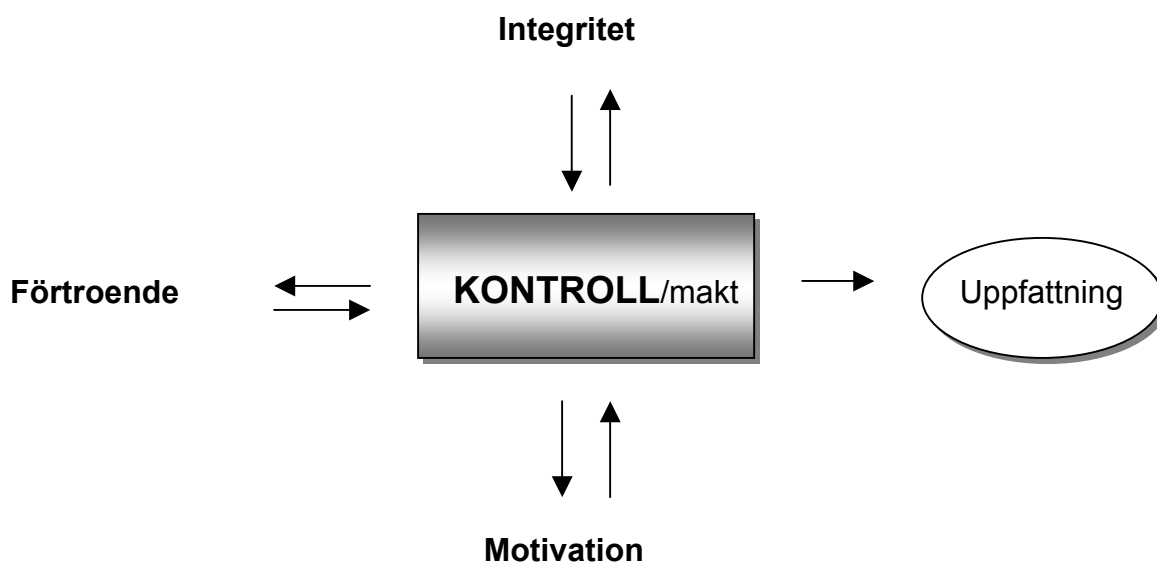 Integritet
Förtroende
KONTROLL/makt
Uppfattning
Motivation